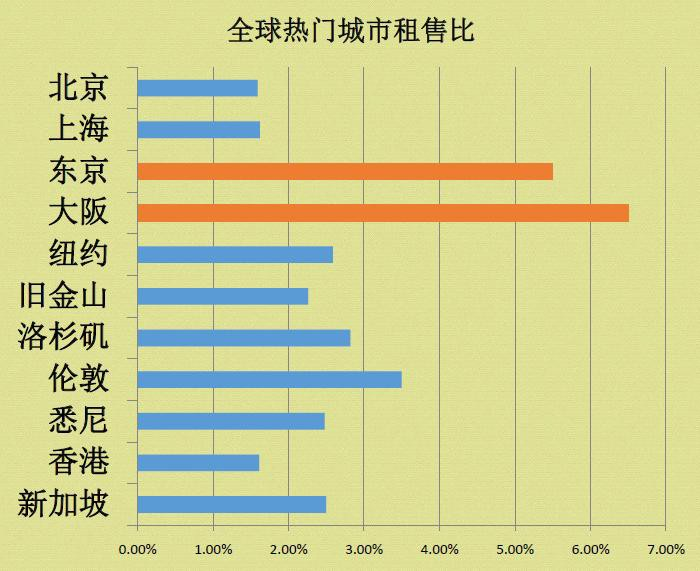 全球热门城市租售比
北京
上海
东京
大阪
纽约
旧金山
洛杉矶
伦敦
悉尼
香港
新加坡
0.00% 1.00% 2.00% 3.00% 4.00% 5.00% 6.00% 7.00%